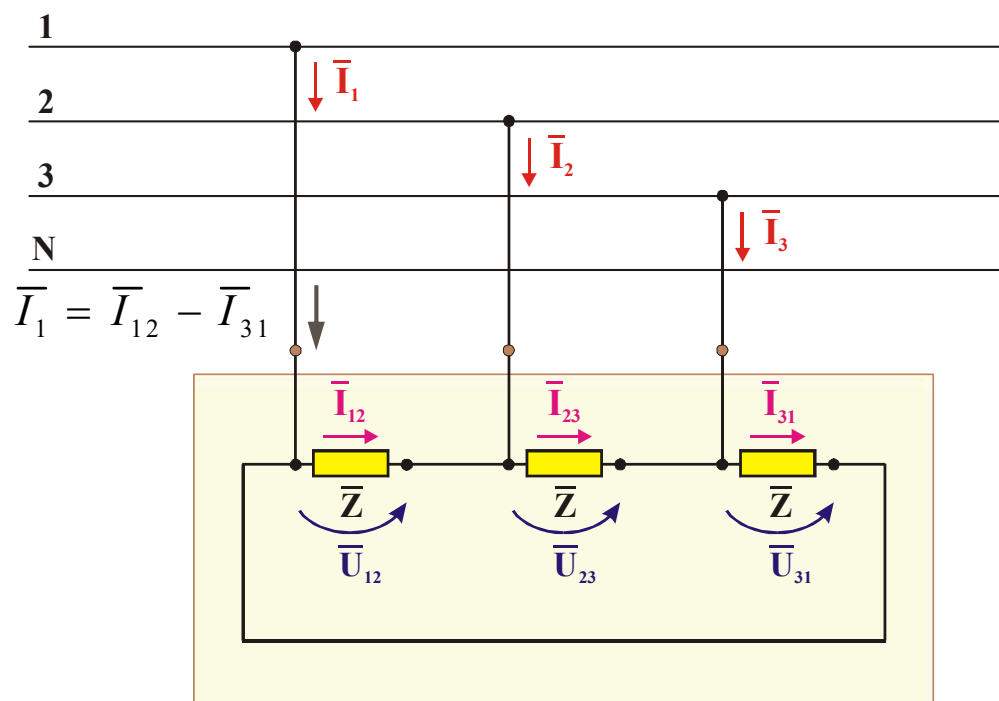 1
I̅₁
2
I̅₂
3
I̅₃
N
I̅₁ = I̅₁₂ − I̅₃₁
I̅₁₂ I̅₂₃ I̅₃₁
Z̅ Z̅ Z̅
U̅₁₂ U̅₂₃ U̅₃₁